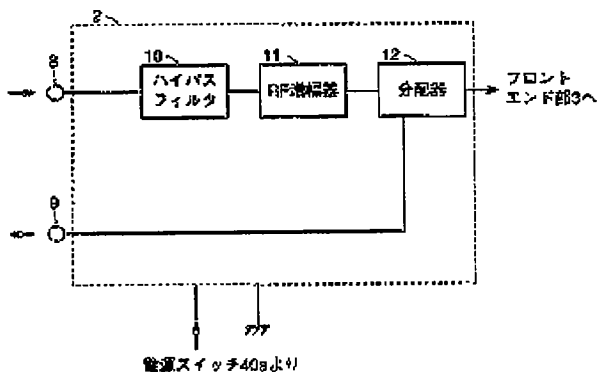 2
8
10
11
12
ハイパス
フィルタ
RF増幅器
分配器
フロント
エンド部3へ
9
電源スイッチ40aより